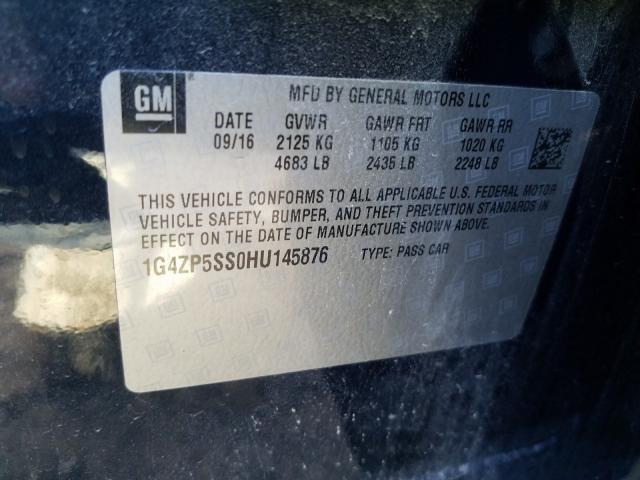 GM
MFD BY GENERAL MOTORS LLC
DATE GVWR GAWR FRT GAWR RR
09/16 2125 KG 1105 KG 1020 KG
4683 LB 2435 LB 2248 LB
THIS VEHICLE CONFORMS TO ALL APPLICABLE U.S. FEDERAL MOTOR
VEHICLE SAFETY, BUMPER, AND THEFT PREVENTION STANDARDS IN
EFFECT ON THE DATE OF MANUFACTURE SHOWN ABOVE.
1G4ZP5SS0HU145876 TYPE: PASS CAR